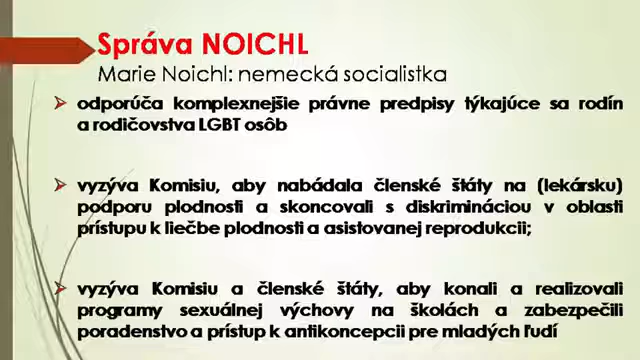 Správa NOICHL
Marie Noichl: nemecká socialistka
odporúča komplexnejšie právne predpisy týkajúce sa rodín
a rodičovstva LGBT osôb
vyzýva Komisiu, aby nabádala členské štáty na (lekársku)
podporu plodnosti a skoncovali s diskrimináciou v oblasti
prístupu k liečbe plodnosti a asistovanej reprodukcii;
vyzýva Komisiu a členské štáty, aby konali a realizovali
programy sexuálnej výchovy na školách a zabezpečili
poradenstvo a prístup k antikoncepcii pre mladých ľudí